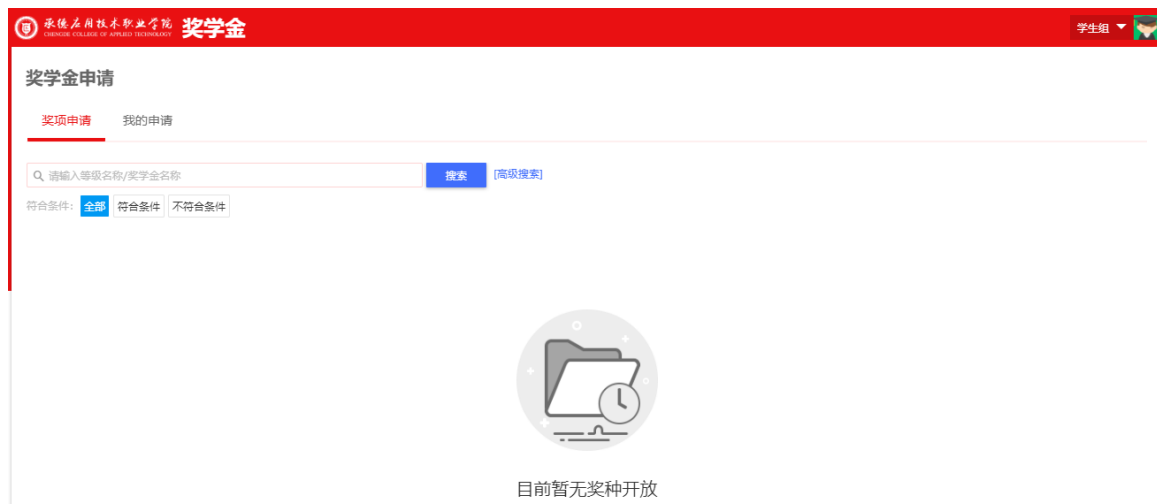 承德应用技术职业学院 奖学金 学生组
CHENGDE COLLEGE OF APPLIED TECHNOLOGY
奖学金申请
奖项申请 我的申请
请输入等级名称/奖学金名称 搜索 [高级搜索]
符合条件: 全部 符合条件 不符合条件
目前暂无奖种开放